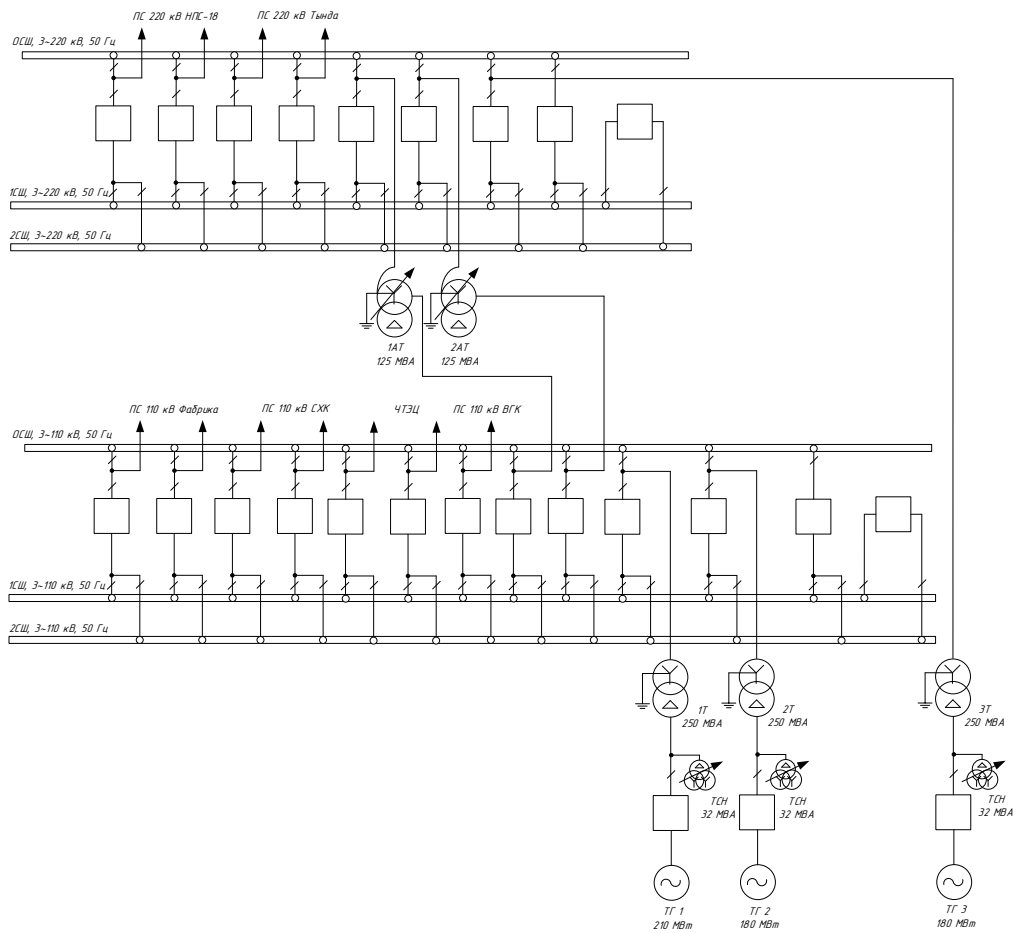 ПС 220 кВ НПС-18
ПС 220 кВ Тында
ОСШ, 3~220 кВ, 50 Гц
1СШ, 3~220 кВ, 50 Гц
2СШ, 3~220 кВ, 50 Гц
1АТ
125 МВА
2АТ
125 МВА
ПС 110 кВ Фабрика
ПС 110 кВ СХК
ЧТЭЦ
ПС 110 кВ ВГК
ОСШ, 3~110 кВ, 50 Гц
1СШ, 3~110 кВ, 50 Гц
2СШ, 3~110 кВ, 50 Гц
1Т
250 МВА
2Т
250 МВА
3Т
250 МВА
ТСН
32 МВА
ТСН
32 МВА
ТСН
32 МВА
ТГ 1
210 МВт
ТГ 2
180 МВт
ТГ 3
180 МВт